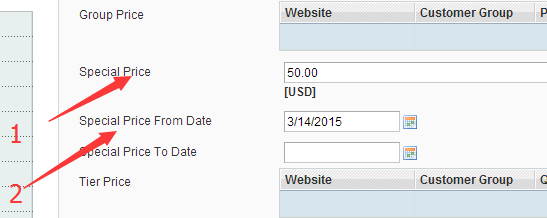 Group Price Website Customer Group P
Special Price 50.00
[USD]
1
Special Price From Date 3/14/2015
Special Price To Date
2
Tier Price Website Customer Group Q